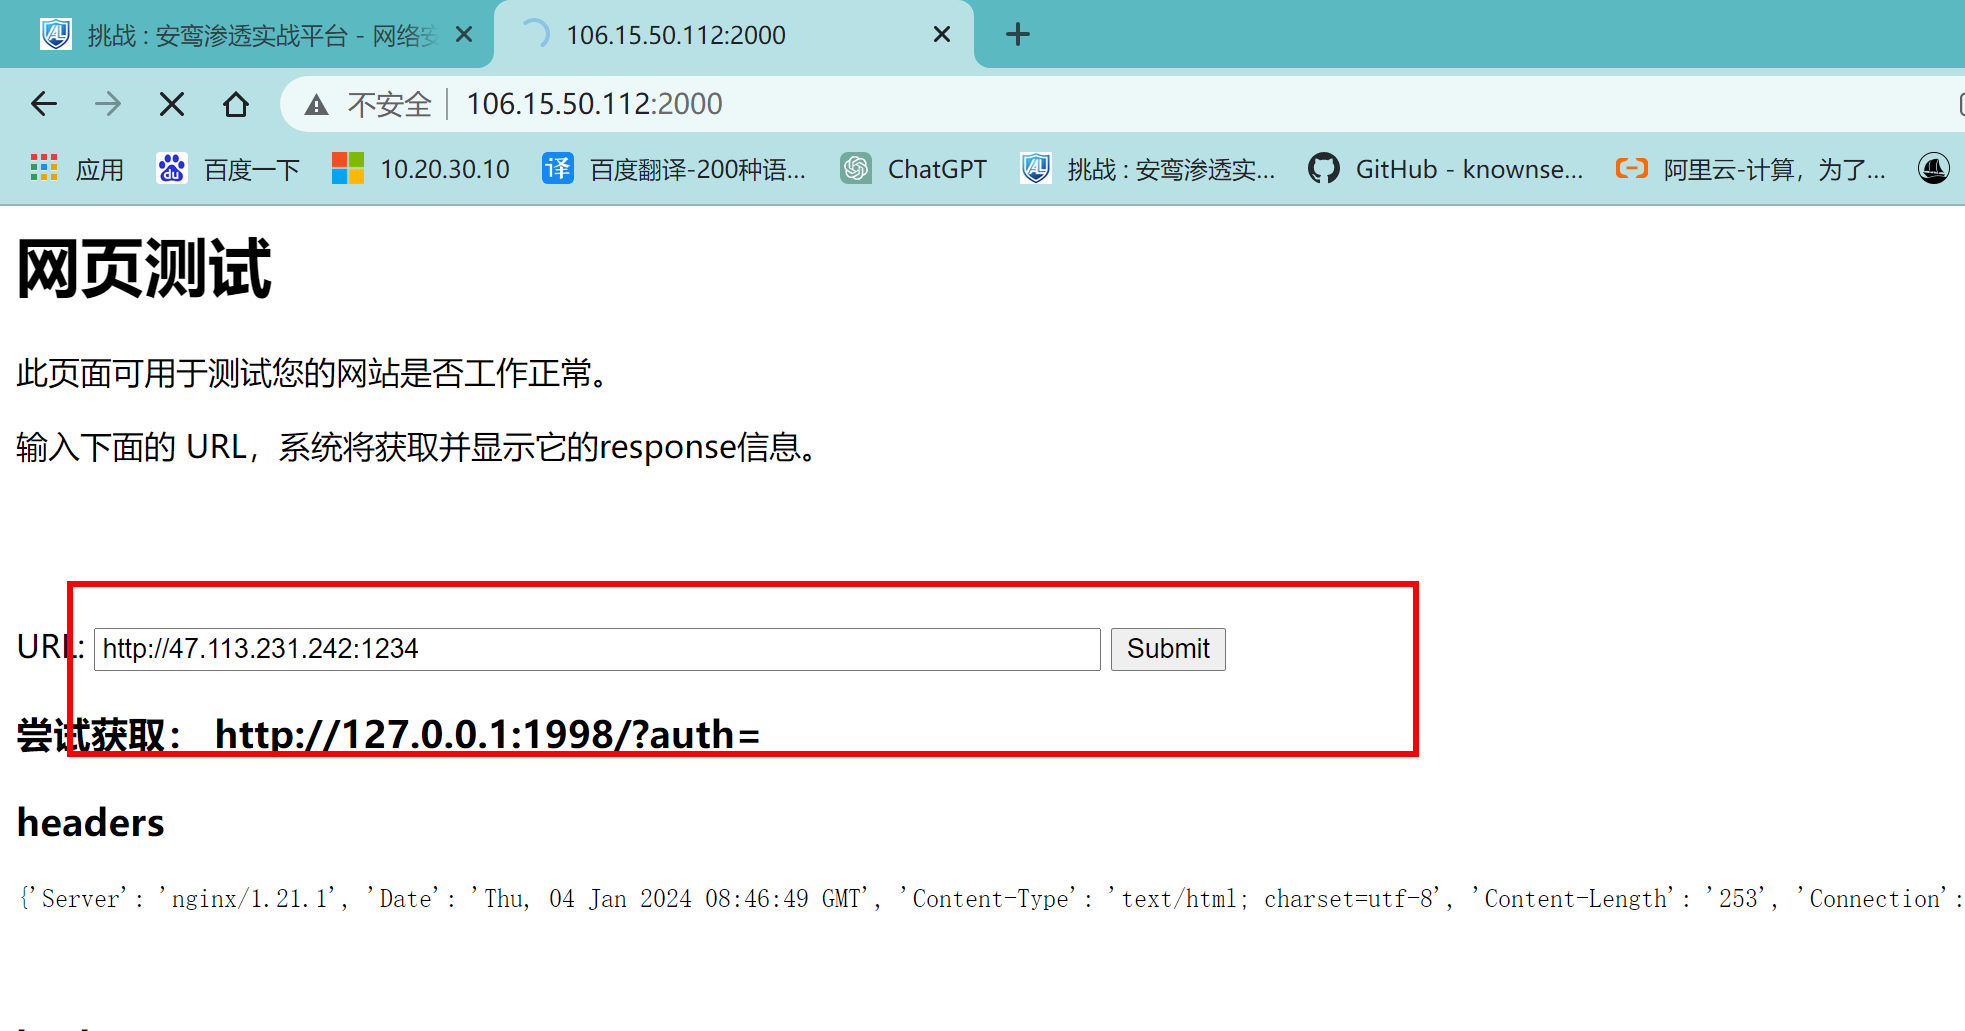 挑战 : 安鸾渗透实战平台 - 网络安
106.15.50.112:2000
不安全 106.15.50.112:2000
应用 百度一下 10.20.30.10 百度翻译-200种语... ChatGPT 挑战 : 安鸾渗透实... GitHub - knownse... 阿里云-计算，为了...
网页测试
此页面可用于测试您的网站是否工作正常。
输入下面的 URL，系统将获取并显示它的response信息。
URL: http://47.113.231.242:1234 Submit
尝试获取： http://127.0.0.1:1998/?auth=
headers
{'Server': 'nginx/1.21.1', 'Date': 'Thu, 04 Jan 2024 08:46:49 GMT', 'Content-Type': 'text/html; charset=utf-8', 'Content-Length': '253', 'Connection':